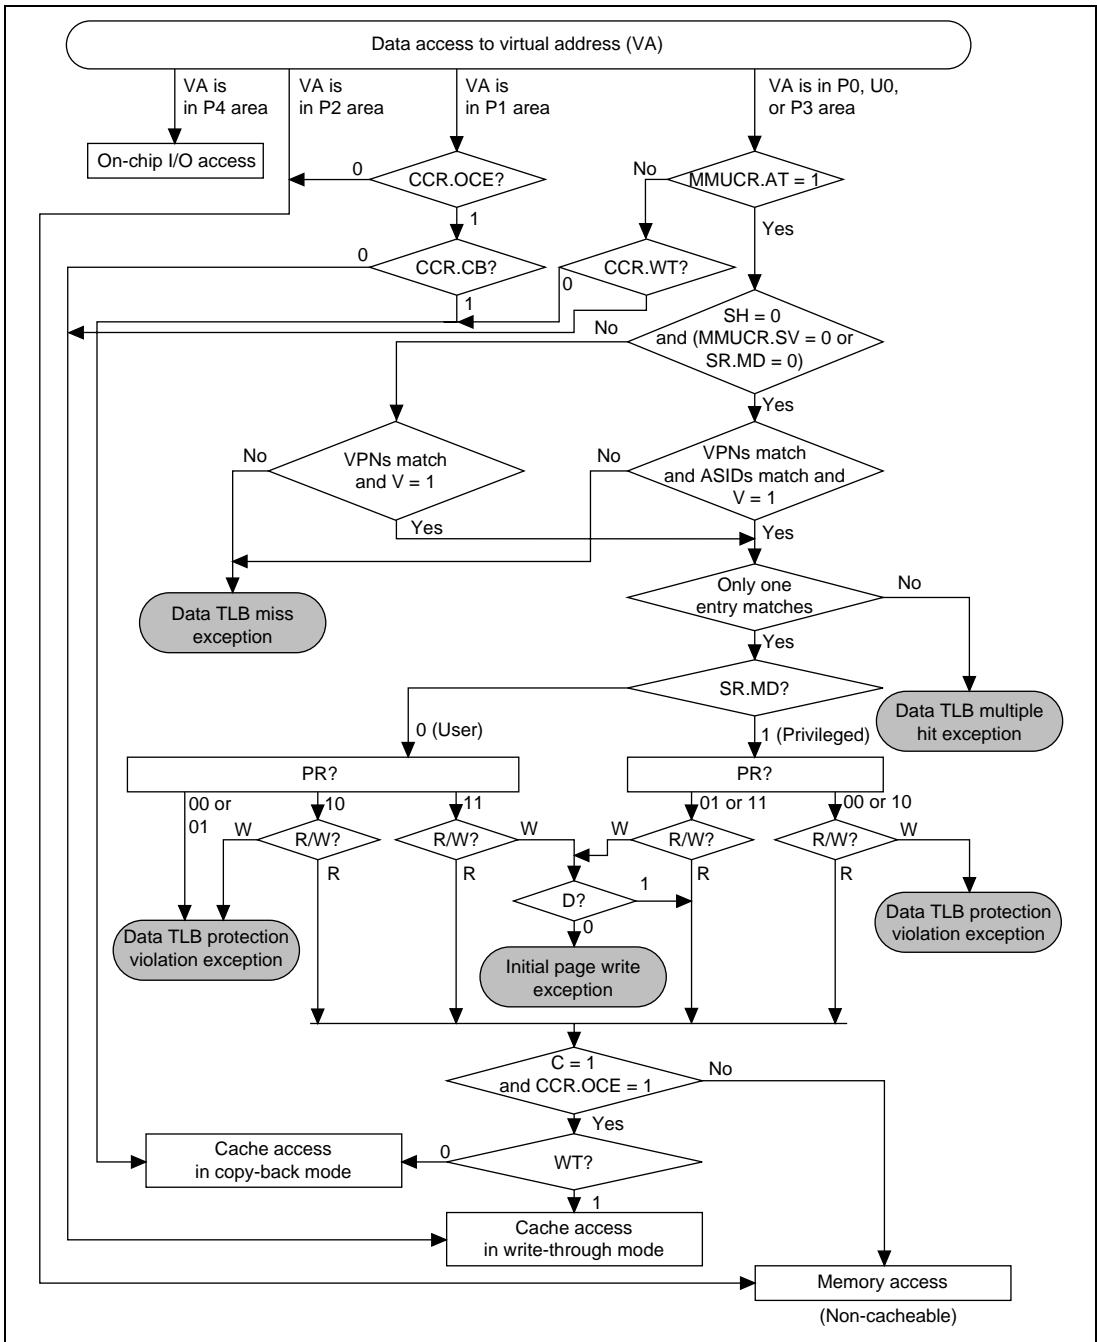 Data access to virtual address (VA)
VA is
in P4 area
VA is
in P2 area
VA is
in P1 area
VA is in P0, U0,
or P3 area
On-chip I/O access
0
CCR.OCE?
No
MMUCR.AT = 1
1
Yes
0
CCR.CB?
CCR.WT?
0
1
SH = 0
and (MMUCR.SV = 0 or
SR.MD = 0)
No
Yes
No
VPNs match
and V = 1
No
VPNs match
and ASIDs match and
V = 1
Yes
Yes
Only one
entry matches
No
Data TLB miss
exception
Yes
SR.MD?
Data TLB multiple
hit exception
0 (User)
1 (Privileged)
PR?
PR?
00 or
01
10
11
01 or 11
00 or 10
W
R/W?
R/W?
W
W
R/W?
R/W?
W
R
R
R
R
D?
1
0
Data TLB protection
violation exception
Initial page write
exception
Data TLB protection
violation exception
C = 1
and CCR.OCE = 1
No
Yes
Cache access
in copy-back mode
0
WT?
1
Cache access
in write-through mode
Memory access
(Non-cacheable)